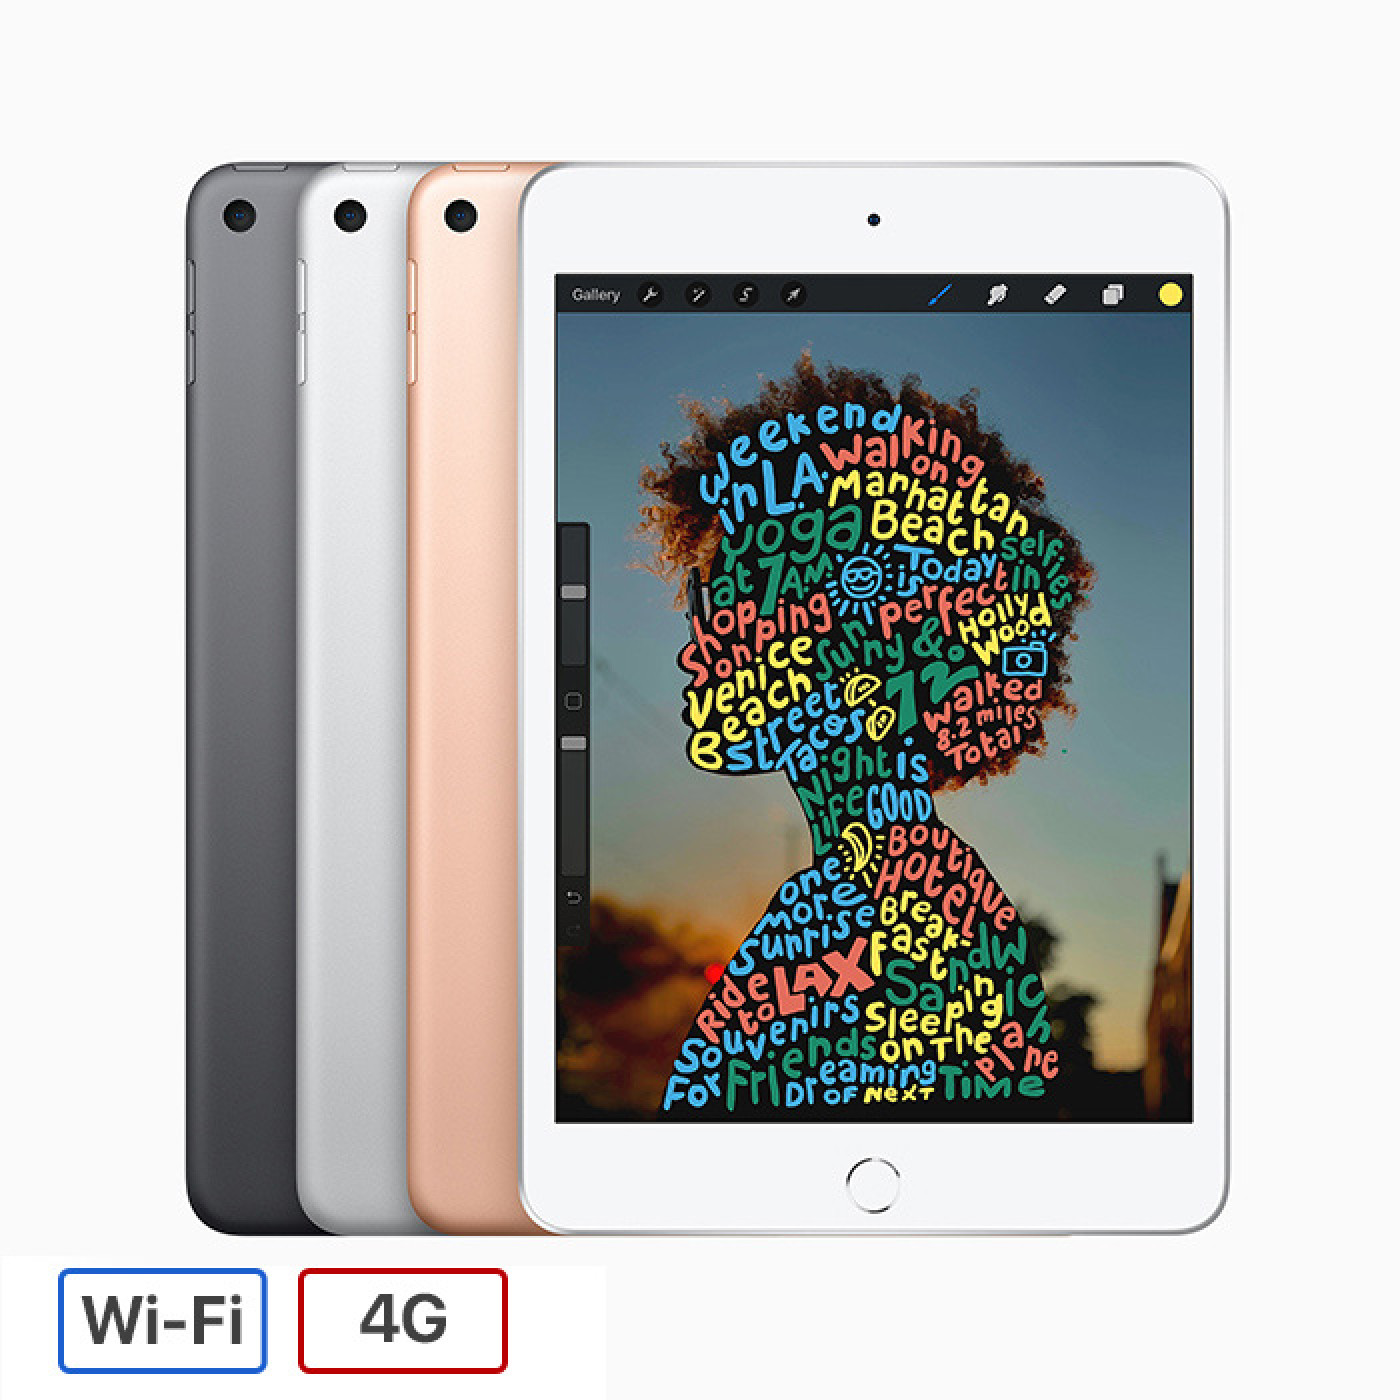 Gallery
weekend
in L.A.
walking
on
Manhattan
Beach
yoga
at 7AM
selfies
in
Hollywood
Today
is
perfect
shopping
on
Venice
Beach
Sunny &
72°
Street
Tacos
walked
8.2 miles
Total
Night
Life
is
GOOD
Boutique
Hotel
one
more
Sunrise
Break-
Fast
Sandwich
Ride
to LAX
Sleeping
on The
Plane
Souvenirs
For Friends
Dreaming
OF NexT TiMe
Wi-Fi
4G